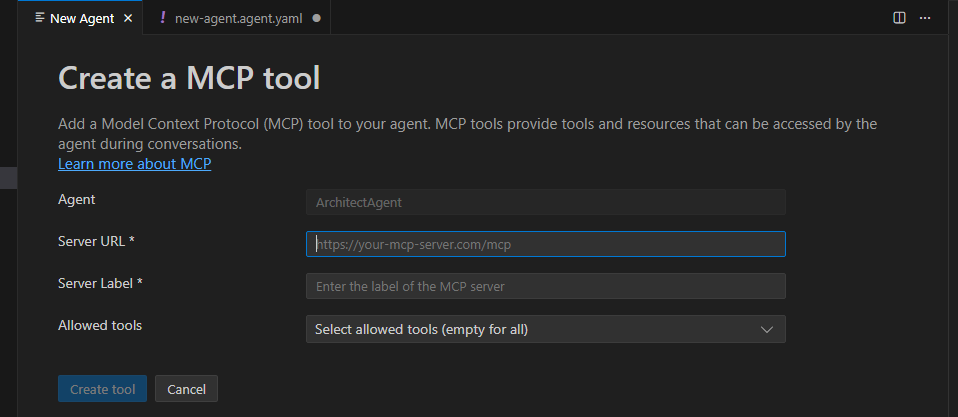 New Agent
new-agent.agent.yaml
Create a MCP tool
Add a Model Context Protocol (MCP) tool to your agent. MCP tools provide tools and resources that can be accessed by the
agent during conversations.
Learn more about MCP
Agent ArchitectAgent
Server URL * https://your-mcp-server.com/mcp
Server Label * Enter the label of the MCP server
Allowed tools Select allowed tools (empty for all)
Create tool Cancel